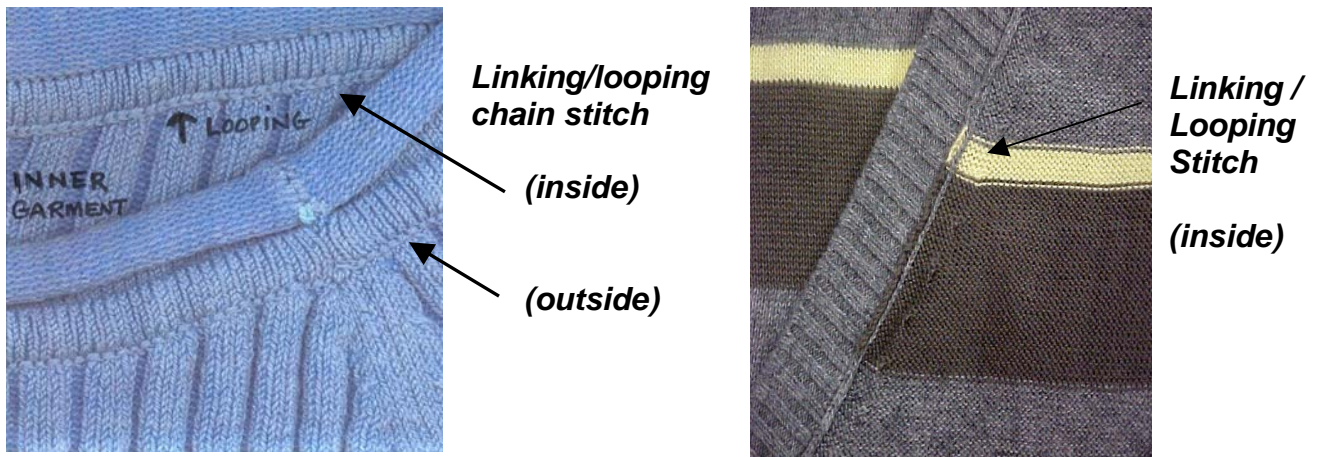 Linking/looping
chain stitch
(inside)
(outside)
LOOPING
INNER
GARMENT
Linking /
Looping
Stitch
(inside)